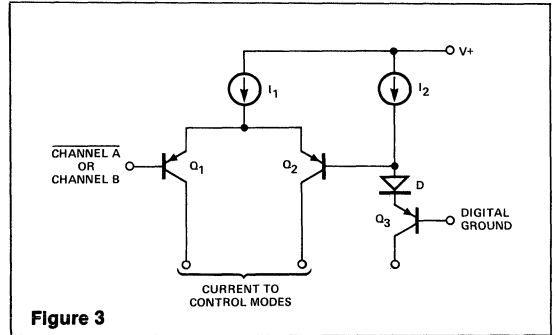 V+
I1
I2
CHANNEL A
OR
CHANNEL B
Q1
Q2
D
Q3
DIGITAL
GROUND
CURRENT TO
CONTROL MODES
Figure 3